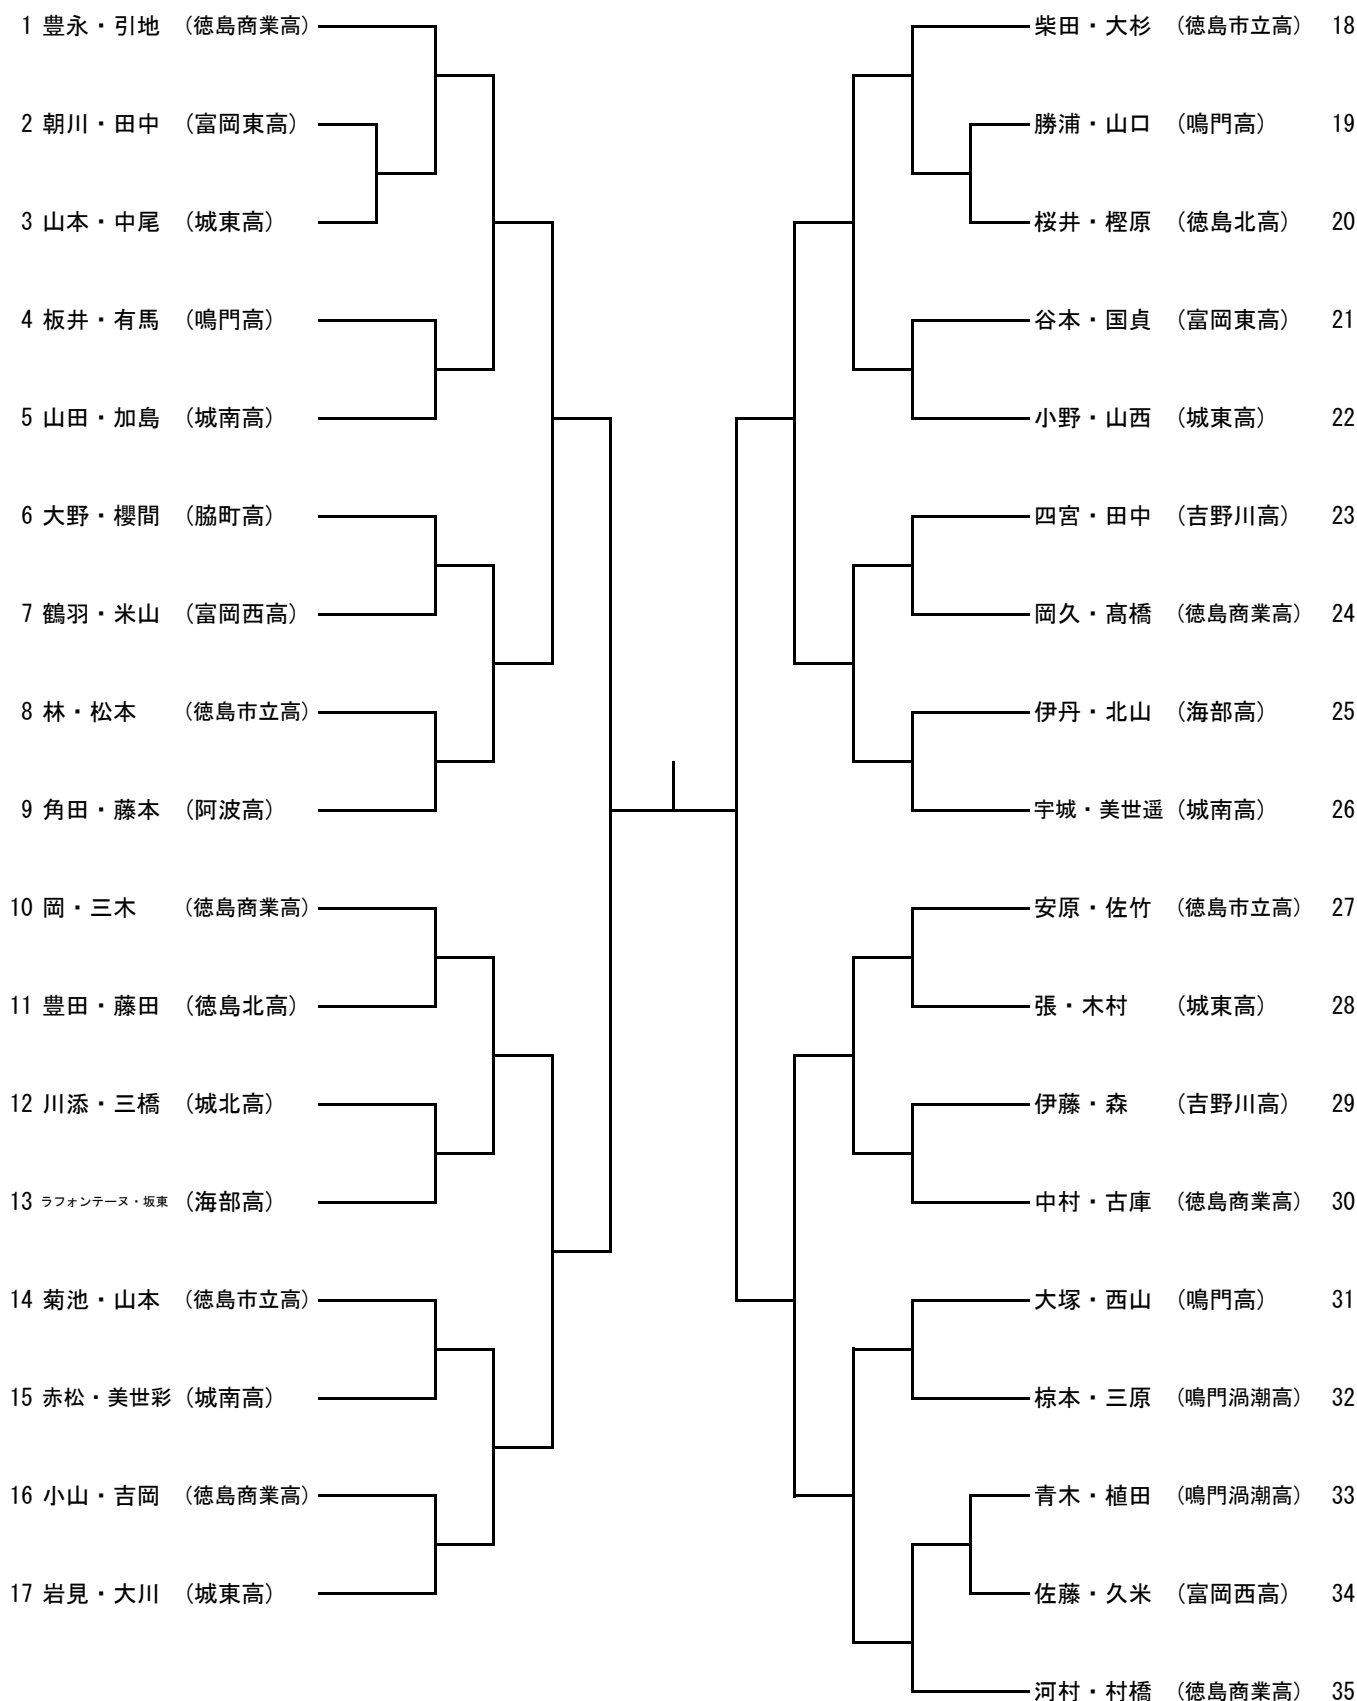 1 豊永・引地 (徳島商業高)
2 朝川・田中 (富岡東高)
3 山本・中尾 (城東高)
4 板井・有馬 (鳴門高)
5 山田・加島 (城南高)
6 大野・櫻間 (脇町高)
7 鶴羽・米山 (富岡西高)
8 林・松本 (徳島市立高)
9 角田・藤本 (阿波高)
10 岡・三木 (徳島商業高)
11 豊田・藤田 (徳島北高)
12 川添・三橋 (城北高)
13 ラフォンテーヌ・坂東 (海部高)
14 菊池・山本 (徳島市立高)
15 赤松・美世彩 (城南高)
16 小山・吉岡 (徳島商業高)
17 岩見・大川 (城東高)
柴田・大杉 (徳島市立高) 18
勝浦・山口 (鳴門高) 19
桜井・樫原 (徳島北高) 20
谷本・国貞 (富岡東高) 21
小野・山西 (城東高) 22
四宮・田中 (吉野川高) 23
岡久・髙橋 (徳島商業高) 24
伊丹・北山 (海部高) 25
宇城・美世遥 (城南高) 26
安原・佐竹 (徳島市立高) 27
張・木村 (城東高) 28
伊藤・森 (吉野川高) 29
中村・古庫 (徳島商業高) 30
大塚・西山 (鳴門高) 31
椋本・三原 (鳴門渦潮高) 32
青木・植田 (鳴門渦潮高) 33
佐藤・久米 (富岡西高) 34
河村・村橋 (徳島商業高) 35